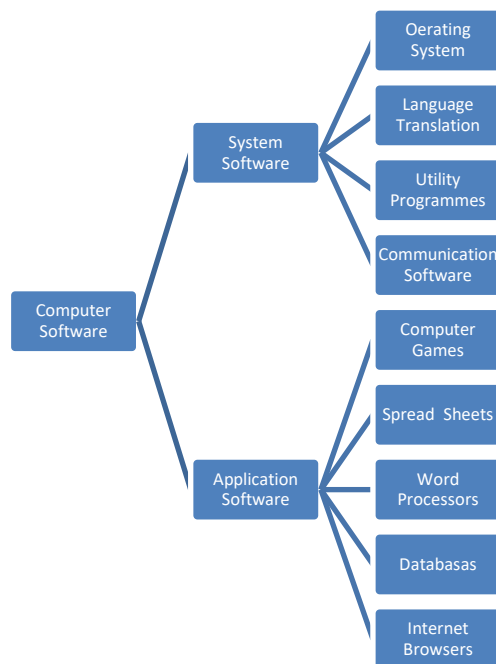 Oerating
System
Language
Translation
System
Software
Utility
Programmes
Communication
Software
Computer
Software
Computer
Games
Spread Sheets
Application
Software
Word
Processors
Databasas
Internet
Browsers